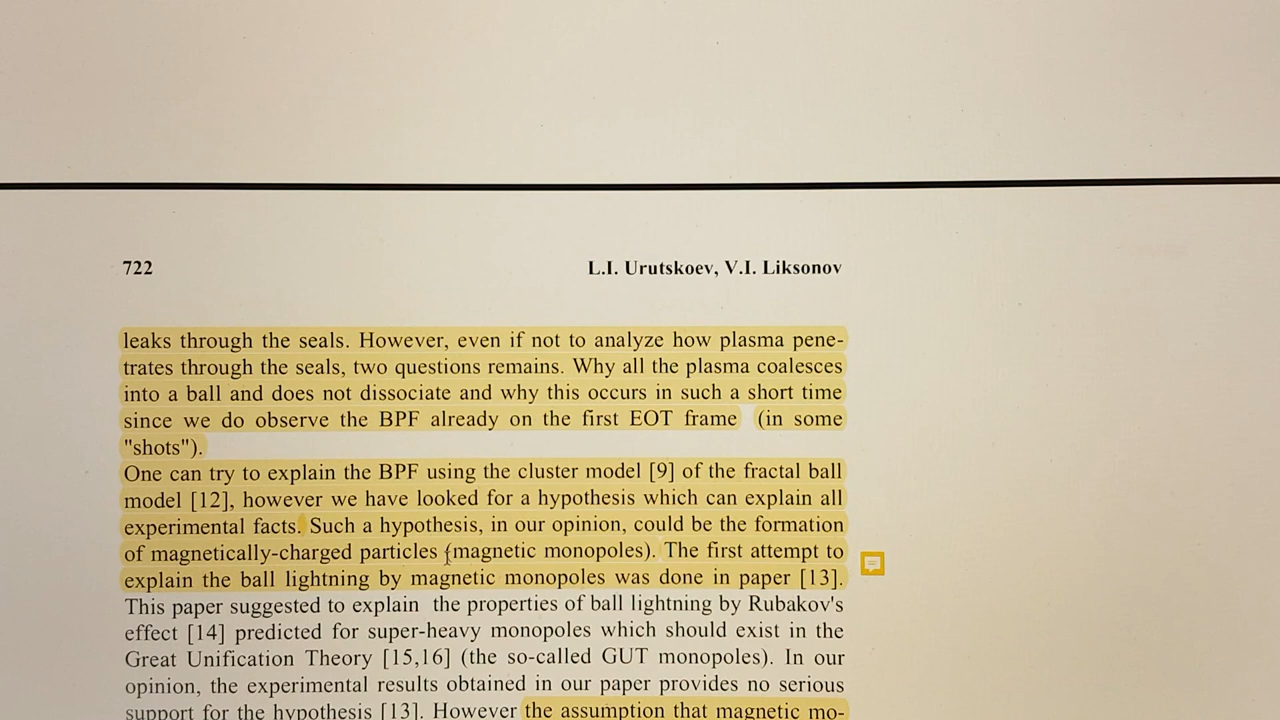 722 L.I. Urutskoev, V.I. Liksonov
leaks through the seals. However, even if not to analyze how plasma pene-
trates through the seals, two questions remains. Why all the plasma coalesces
into a ball and does not dissociate and why this occurs in such a short time
since we do observe the BPF already on the first EOT frame (in some
"shots").
One can try to explain the BPF using the cluster model [9] of the fractal ball
model [12], however we have looked for a hypothesis which can explain all
experimental facts. Such a hypothesis, in our opinion, could be the formation
of magnetically-charged particles (magnetic monopoles). The first attempt to
explain the ball lightning by magnetic monopoles was done in paper [13].
This paper suggested to explain the properties of ball lightning by Rubakov's
effect [14] predicted for super-heavy monopoles which should exist in the
Great Unification Theory [15,16] (the so-called GUT monopoles). In our
opinion, the experimental results obtained in our paper provides no serious
support for the hypothesis [13]. However the assumption that magnetic mo-